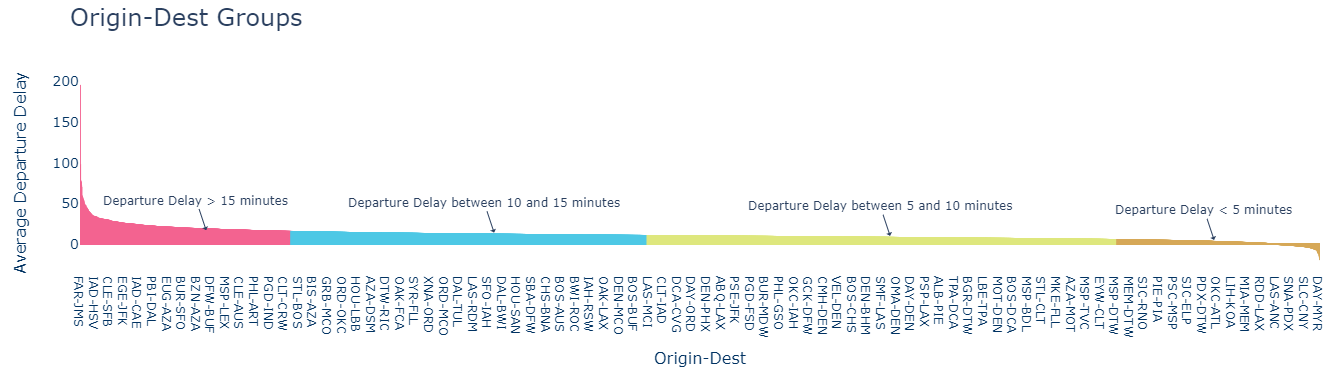 Origin-Dest Groups
Average Departure Delay
200
150
100
50
0
Departure Delay > 15 minutes
Departure Delay between 10 and 15 minutes
Departure Delay between 5 and 10 minutes
Departure Delay < 5 minutes
FAR-JMS
IAD-HSV
CLE-SFB
EGE-JFK
IAD-CAE
PBI-DAL
EUG-AZA
BUR-SFO
BZN-AZA
DFW-BUF
MSP-LEX
CLE-AUS
PHL-ART
PGD-IND
CLT-CRW
STL-BOS
BIS-AZA
GRB-MCO
ORD-OKC
HOU-LBB
AZA-DSM
DTW-RIC
OAK-FCA
SYR-FLL
XNA-ORD
ORD-MCO
DAL-TUL
LAS-RDM
SFO-IAH
DAL-BWI
HOU-SAN
SBA-DFW
CHS-BNA
BOS-AUS
BWI-ROC
IAH-RSW
OAK-LAX
DEN-MCO
BOS-BUF
LAS-MCI
CLT-IAD
DCA-CVG
DAY-ORD
DEN-PHX
ABQ-LAX
PSE-JFK
PGD-FSD
BUR-MDW
PHL-GSO
OKC-IAH
GCK-DFW
CMH-DEN
VEL-DEN
BOS-CHS
DEN-BHM
SMF-LAS
OMA-DEN
DAY-DEN
PSP-LAX
ALB-PIE
TPA-DCA
BGR-DTW
LBE-TPA
MOT-DEN
BOS-DCA
MSP-BDL
STL-CLT
MKE-FLL
AZA-MOT
MSP-TVC
EYW-CLT
MSP-DTW
MEM-DTW
SJC-RNO
PIE-PIA
PSC-MSP
SJC-ELP
PDX-DTW
OKC-ATL
LIH-KOA
MIA-MEM
RDD-LAX
LAS-ANC
SNA-PDX
SLC-CNY
DAY-MYR
Origin-Dest